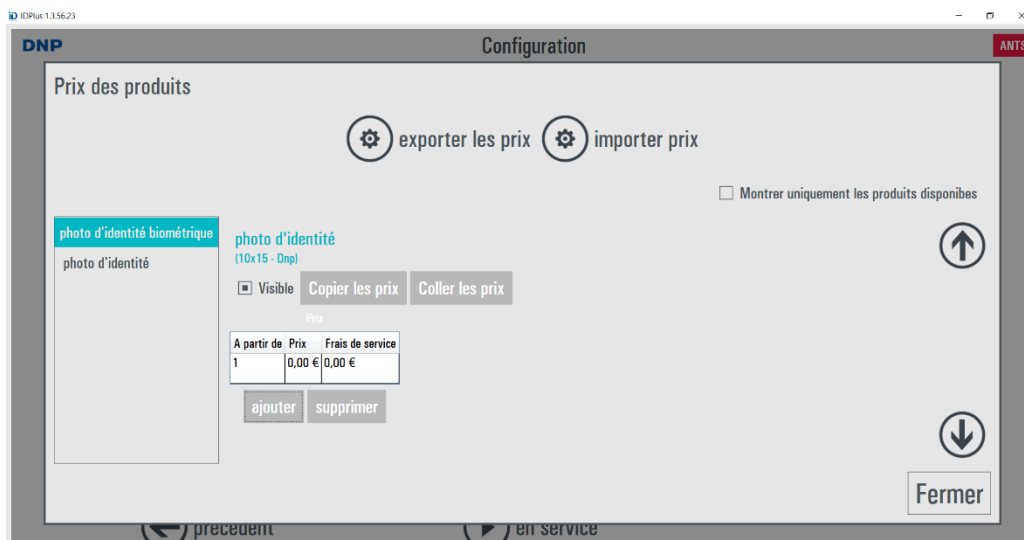 IDPlus 1.3.56.23
DNP
Configuration
ANTS
Prix des produits
exporter les prix
importer prix
Montrer uniquement les produits disponibes
photo d'identité biométrique
photo d'identité
photo d'identité
(10x15 - Dnp)
Visible
Copier les prix
Coller les prix
Prix
A partir de Prix Frais de service
1 0,00 € 0,00 €
ajouter
supprimer
Fermer
précédent
en service